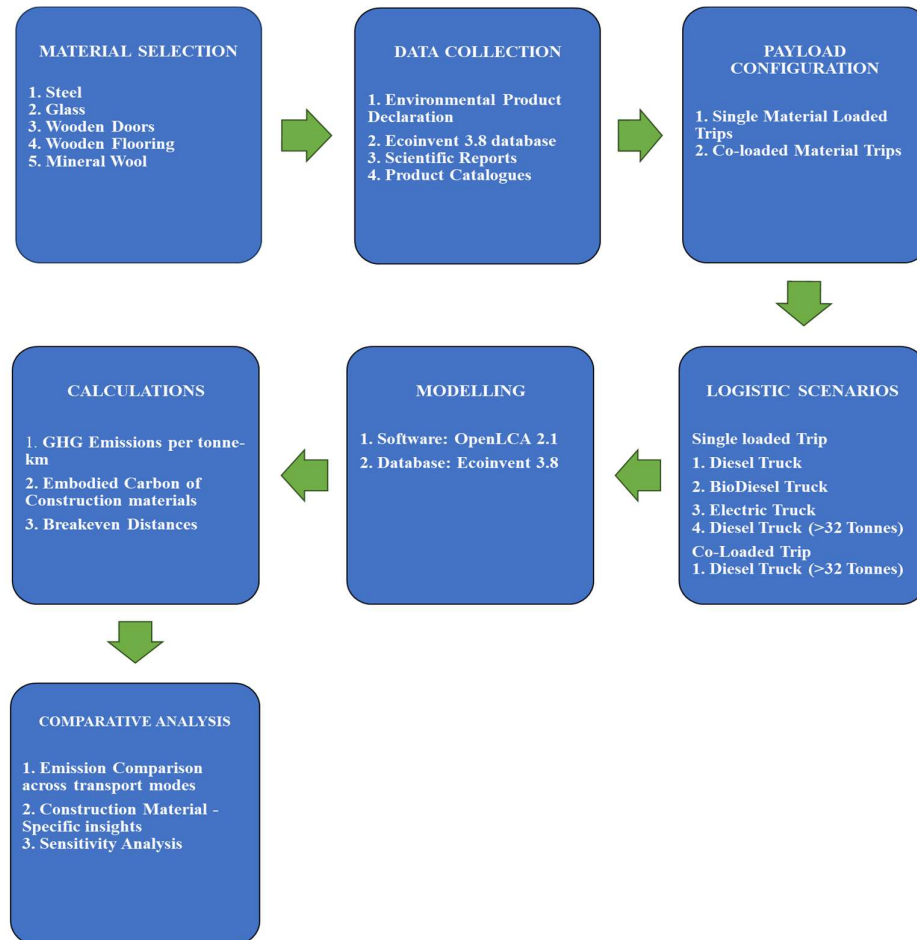 MATERIAL SELECTION
1. Steel
2. Glass
3. Wooden Doors
4. Wooden Flooring
5. Mineral Wool
DATA COLLECTION
1. Environmental Product
Declaration
2. Ecoinvent 3.8 database
3. Scientific Reports
4. Product Catalogues
PAYLOAD
CONFIGURATION
1. Single Material Loaded
Trips
2. Co-loaded Material Trips
LOGISTIC SCENARIOS
Single loaded Trip
1. Diesel Truck
2. BioDiesel Truck
3. Electric Truck
4. Diesel Truck (>32 Tonnes)
Co-Loaded Trip
1. Diesel Truck (>32 Tonnes)
MODELLING
1. Software: OpenLCA 2.1
2. Database: Ecoinvent 3.8
CALCULATIONS
1. GHG Emissions per tonne-
km
2. Embodied Carbon of
Construction materials
3. Breakeven Distances
COMPARATIVE ANALYSIS
1. Emission Comparison
across transport modes
2. Construction Material -
Specific insights
3. Sensitivity Analysis